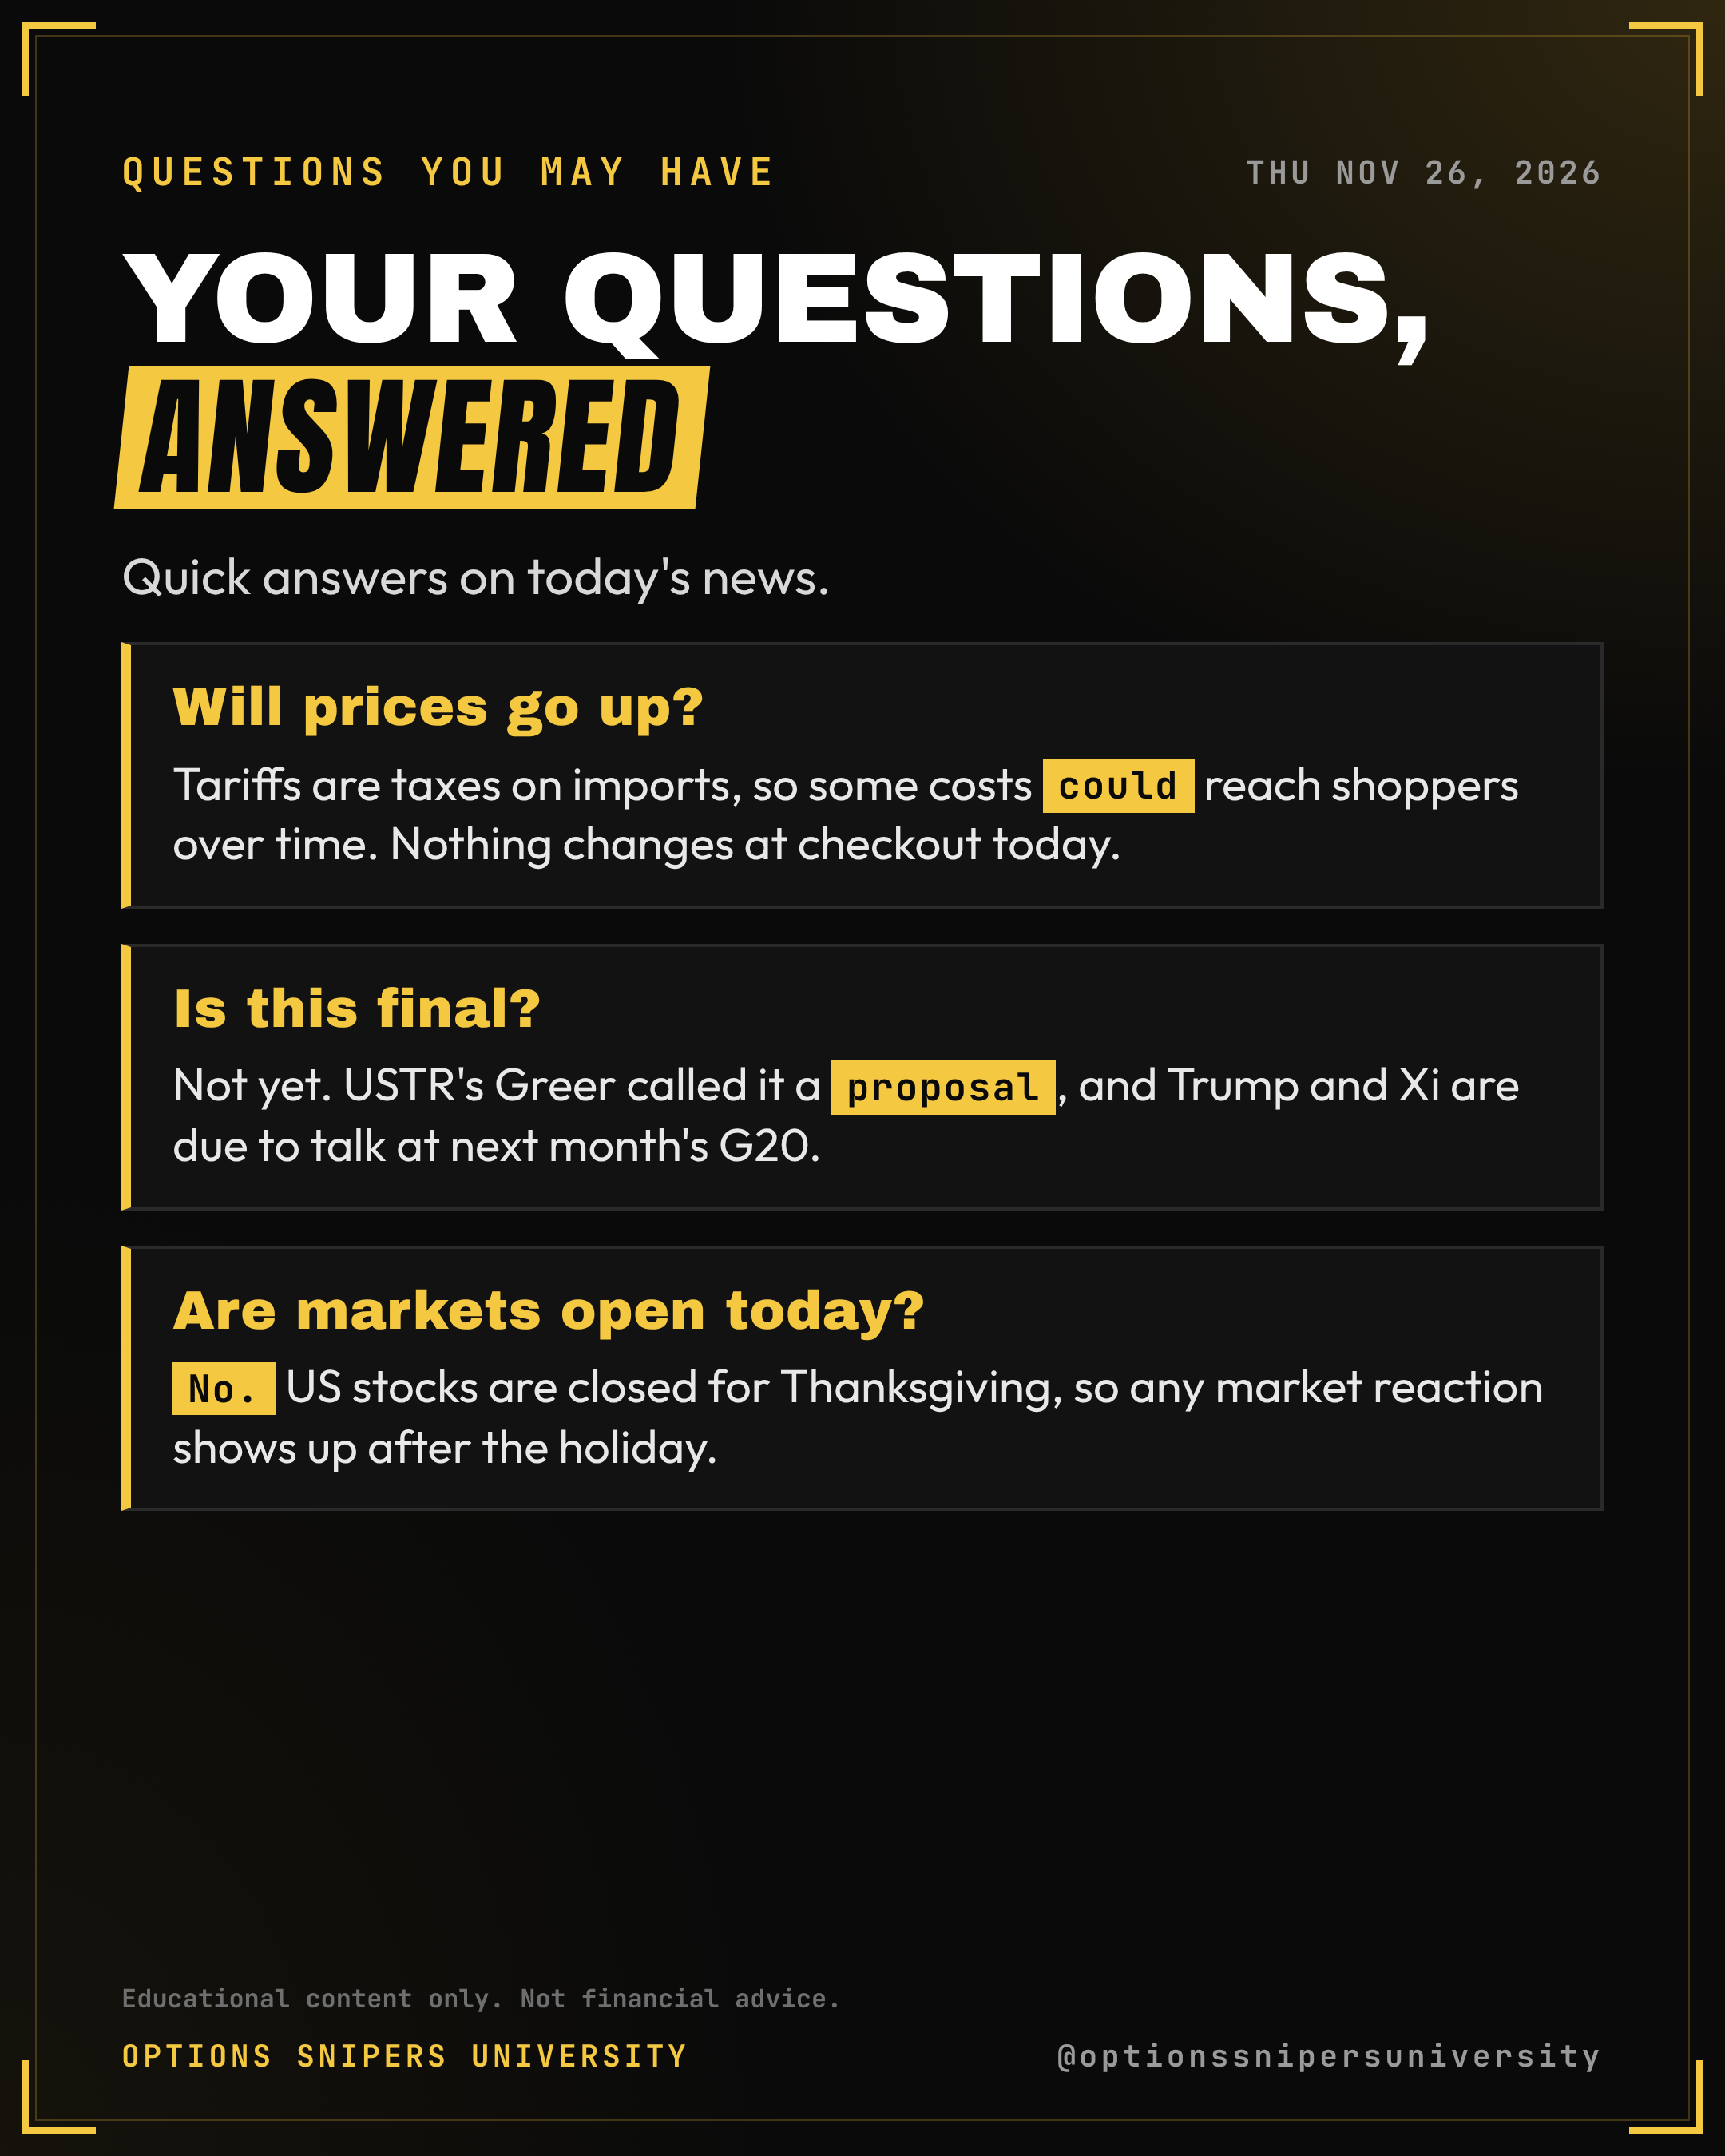 QUESTIONS YOU MAY HAVE
THU NOV 26, 2026
YOUR QUESTIONS,
ANSWERED
Quick answers on today's news.
Will prices go up?
Tariffs are taxes on imports, so some costs could reach shoppers
over time. Nothing changes at checkout today.
Is this final?
Not yet. USTR's Greer called it a proposal, and Trump and Xi are
due to talk at next month's G20.
Are markets open today?
No. US stocks are closed for Thanksgiving, so any market reaction
shows up after the holiday.
Educational content only. Not financial advice.
OPTIONS SNIPERS UNIVERSITY
@optionssnipersuniversity